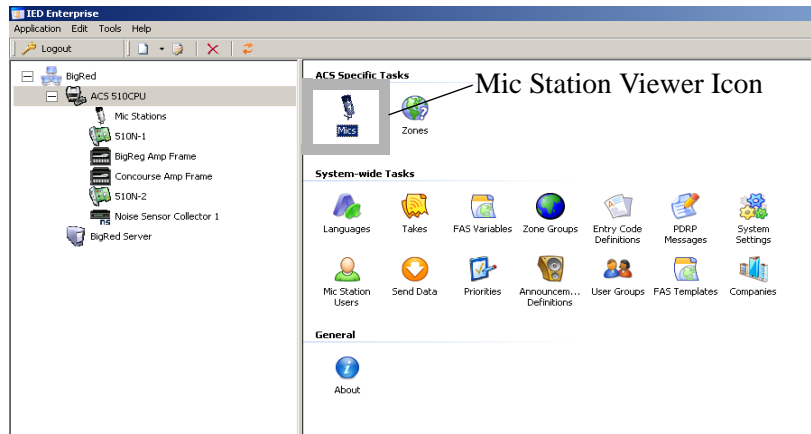 IED Enterprise
Application Edit Tools Help
Logout
BigRed
ACS 510CPU
Mic Stations
510N-1
BigReg Amp Frame
Concourse Amp Frame
510N-2
ns
Noise Sensor Collector 1
BigRed Server
ACS Specific Tasks
Mic Station Viewer Icon
Mics
Zones
System-wide Tasks
Languages
Takes
FAS Variables
Zone Groups
Entry Code
Definitions
PDRP
Messages
System
Settings
Mic Station
Users
Send Data
Priorities
Announcem...
Definitions
User Groups
FAS Templates
Companies
General
About